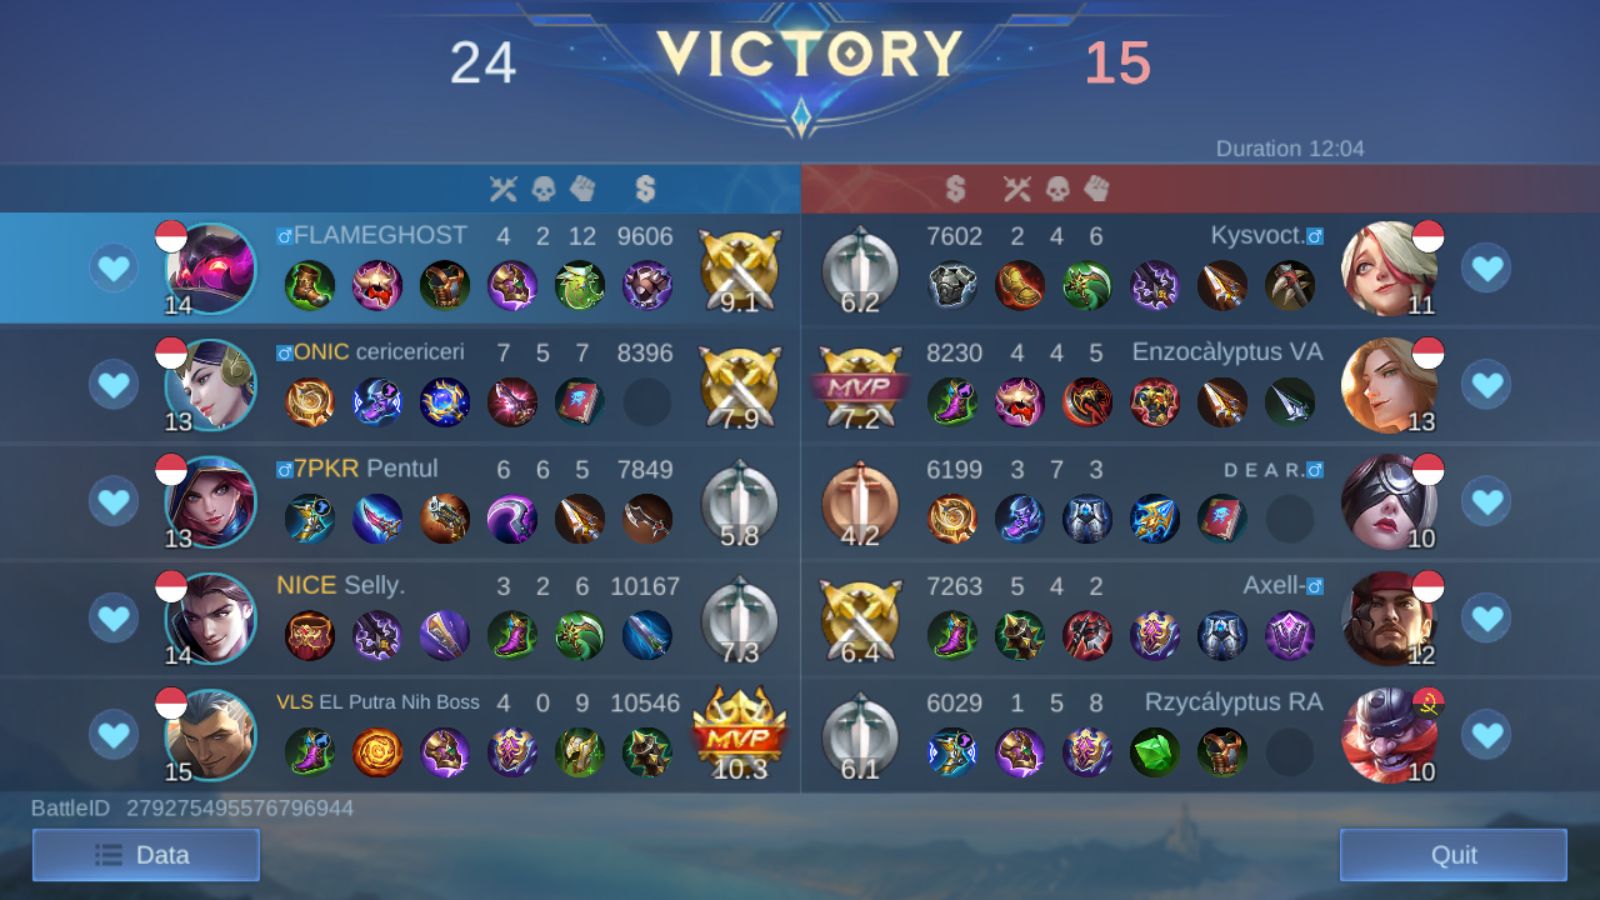 24 VICTORY 15
Duration 12:04
♂FLAMEGHOST 4 2 12 9606
14 9.1
7602 2 4 6 Kysvoct.♂
6.2 11
♂ONIC cericericeri 7 5 7 8396
13 7.9
8230 4 4 5 Enzocàlyptus VA
MVP
7.2 13
♂7PKR Pentul 6 6 5 7849
13 5.8
6199 3 7 3 D E A R.♂
4.2 10
NICE Selly. 3 2 6 10167
14 7.3
7263 5 4 2 Axell-♂
6.4 12
VLS EL Putra Nih Boss 4 0 9 10546
MVP
15 10.3
6029 1 5 8 Rzycályptus RA
6.1 10
BattleID 279275495576796944
Data Quit